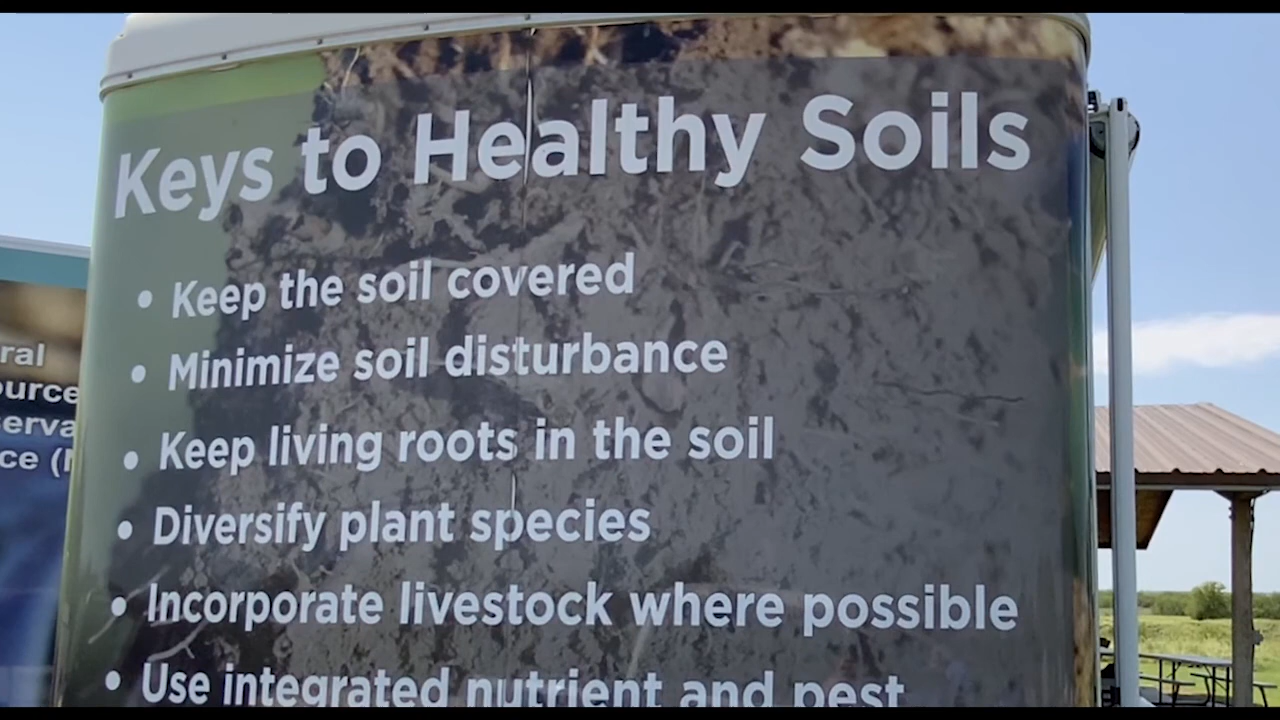 Keys to Healthy Soils
• Keep the soil covered
• Minimize soil disturbance
• Keep living roots in the soil
• Diversify plant species
• Incorporate livestock where possible
• Use integrated nutrient and pest
ral
ource
serva
ce (N